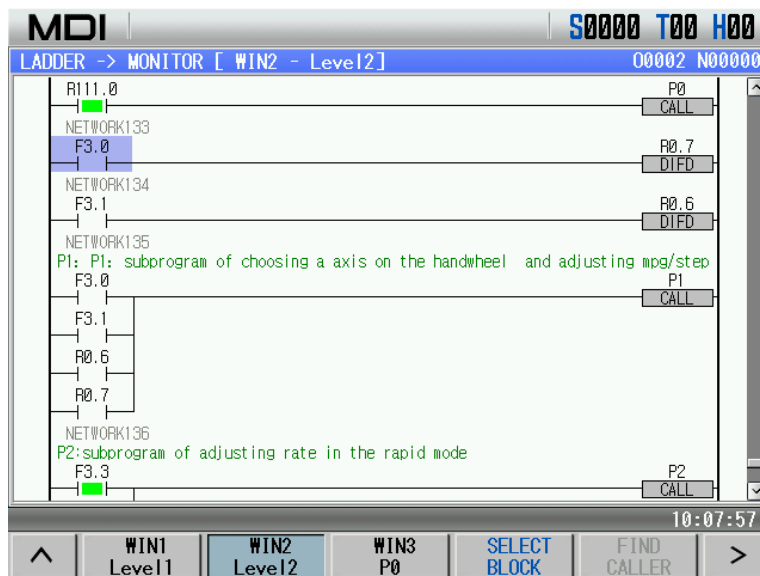 MDI S0000 T00 H00
LADDER -> MONITOR [ WIN2 - Level2] O0002 N00000
R111.0 P0
CALL
NETWORK133
F3.0 R0.7
DIFD
NETWORK134
F3.1 R0.6
DIFD
NETWORK135
P1: P1: subprogram of choosing a axis on the handwheel and adjusting mpg/step
F3.0 P1
CALL
F3.1
R0.6
R0.7
NETWORK136
P2:subprogram of adjusting rate in the rapid mode
F3.3 P2
CALL
10:07:57
WIN1 WIN2 WIN3 SELECT FIND
Level1 Level2 P0 BLOCK CALLER >